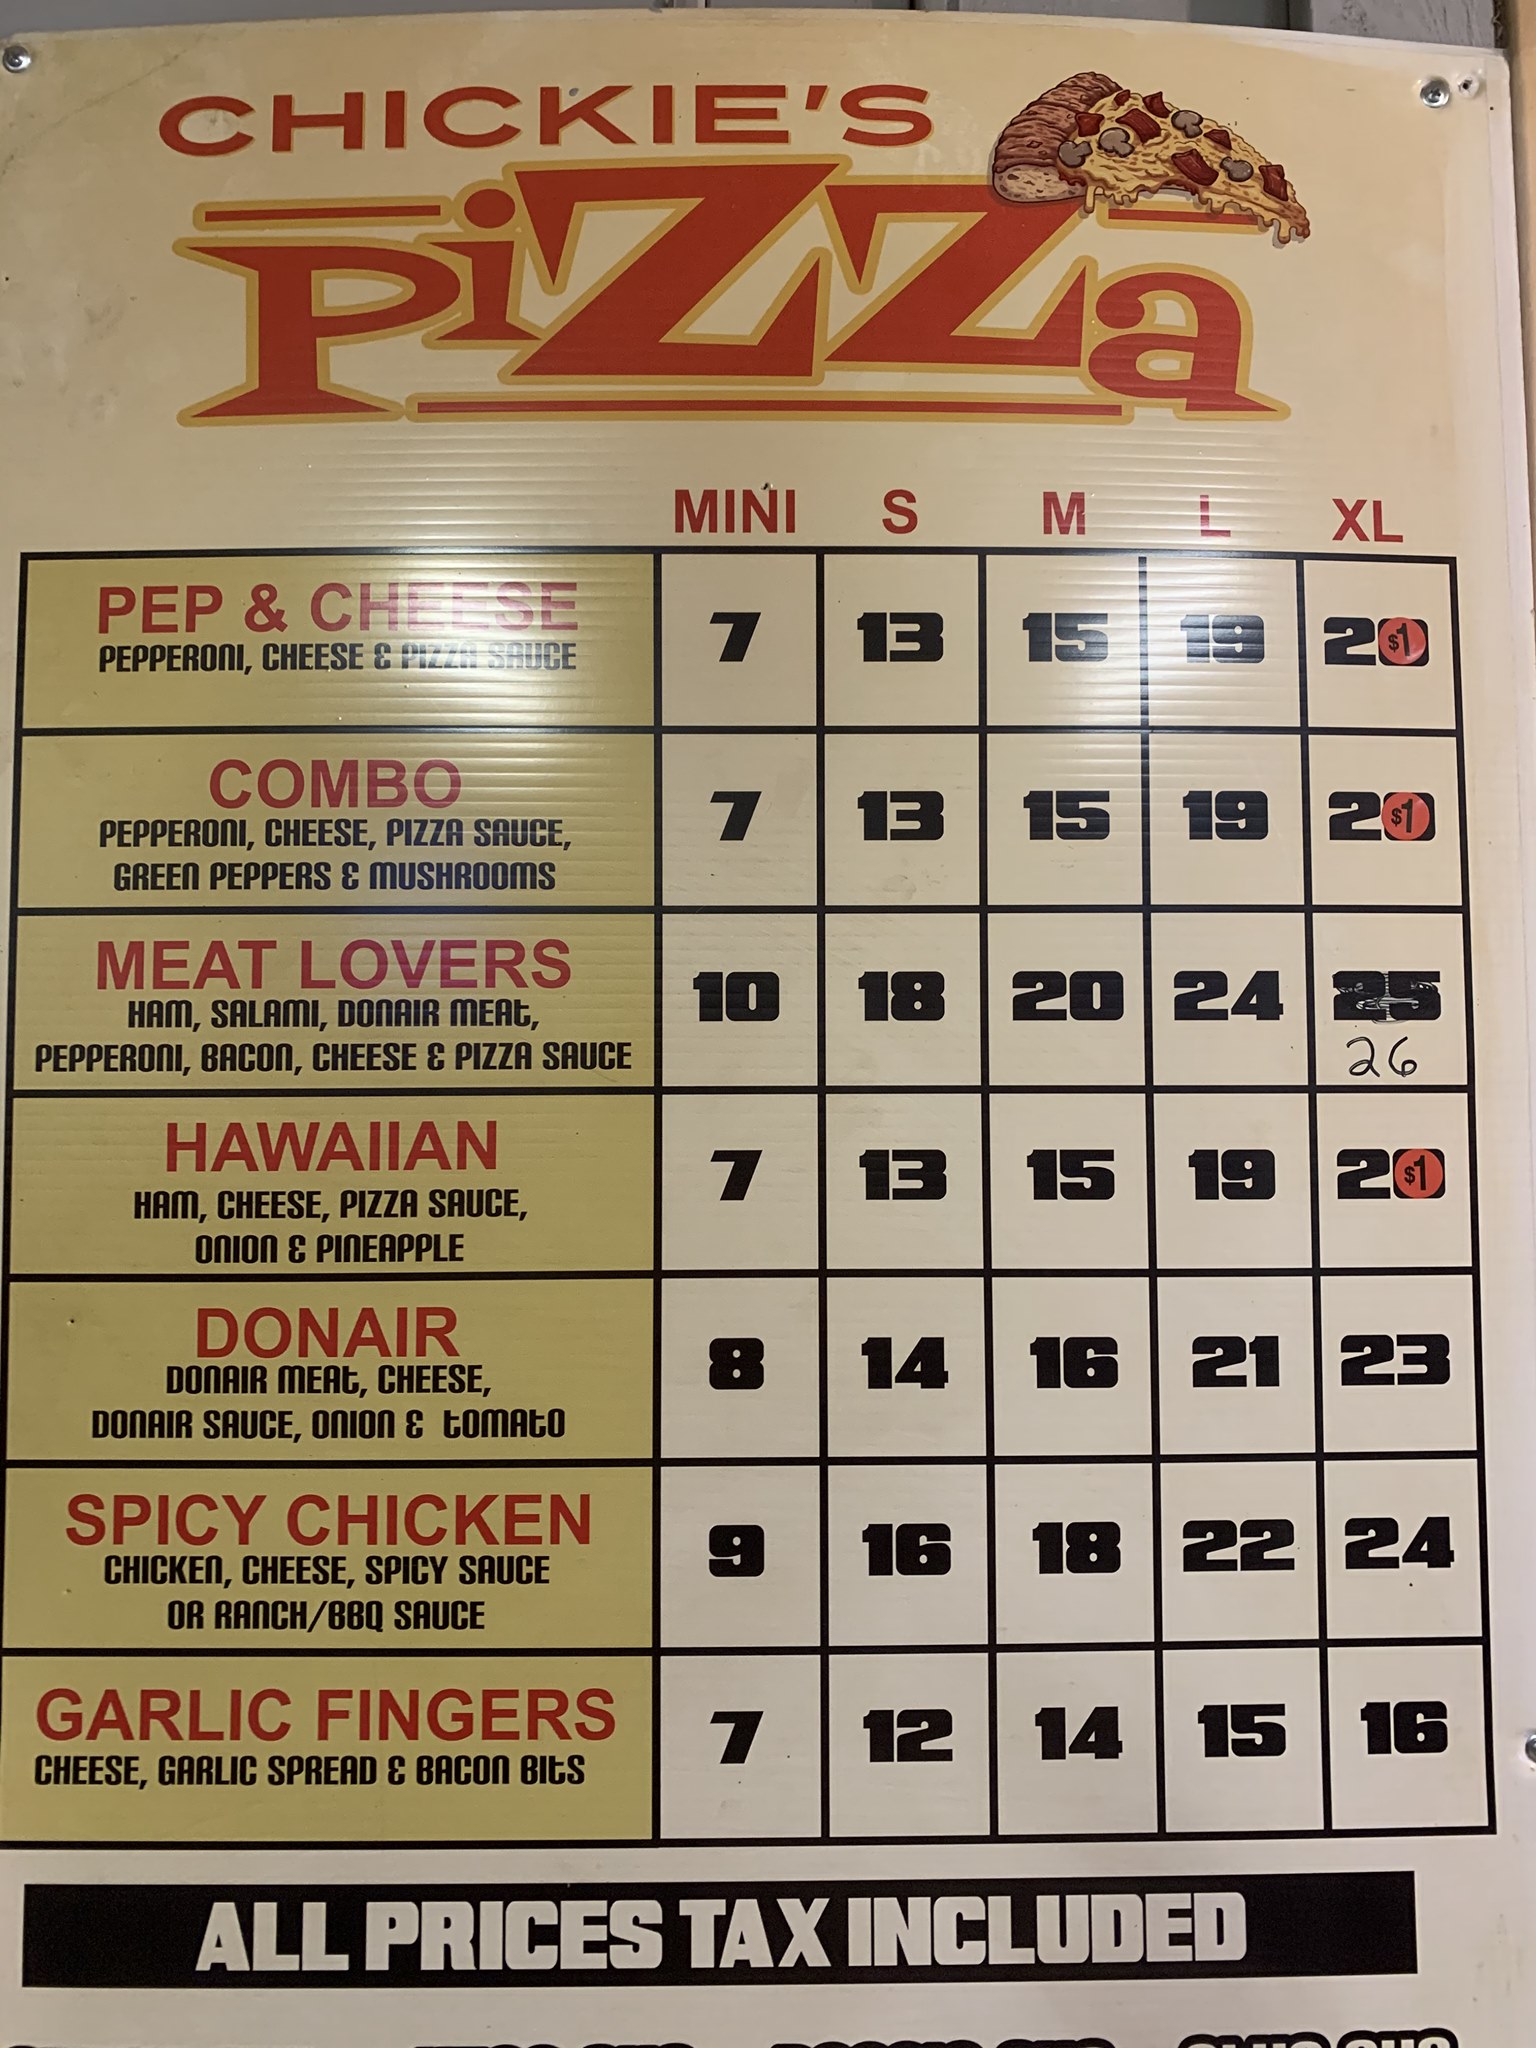 CHICKIE'S
PiZZa
MINI S M L XL
PEP & CHEESE
PEPPERONI, CHEESE & PIZZA SAUCE
7 13 15 19 2 $1
COMBO
PEPPERONI, CHEESE, PIZZA SAUCE,
GREEN PEPPERS & MUSHROOMS
7 13 15 19 2 $1
MEAT LOVERS
HAM, SALAMI, DONAIR MEAT,
PEPPERONI, BACON, CHEESE & PIZZA SAUCE
10 18 20 24 25
26
HAWAIIAN
HAM, CHEESE, PIZZA SAUCE,
ONION & PINEAPPLE
7 13 15 19 2 $1
DONAIR
DONAIR MEAT, CHEESE,
DONAIR SAUCE, ONION & TOMATO
8 14 16 21 23
SPICY CHICKEN
CHICKEN, CHEESE, SPICY SAUCE
OR RANCH/BBQ SAUCE
9 16 18 22 24
GARLIC FINGERS
CHEESE, GARLIC SPREAD & BACON BITS
7 12 14 15 16
ALL PRICES TAX INCLUDED